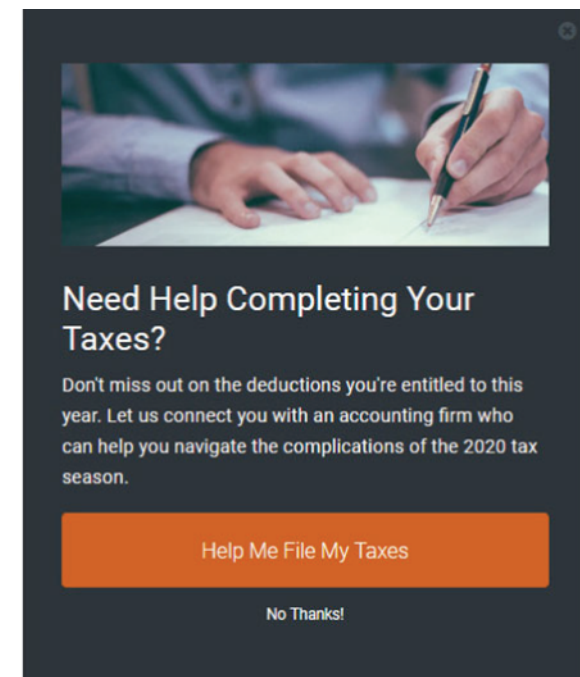 Need Help Completing Your
Taxes?
Don't miss out on the deductions you're entitled to this
year. Let us connect you with an accounting firm who
can help you navigate the complications of the 2020 tax
season.
Help Me File My Taxes
No Thanks!